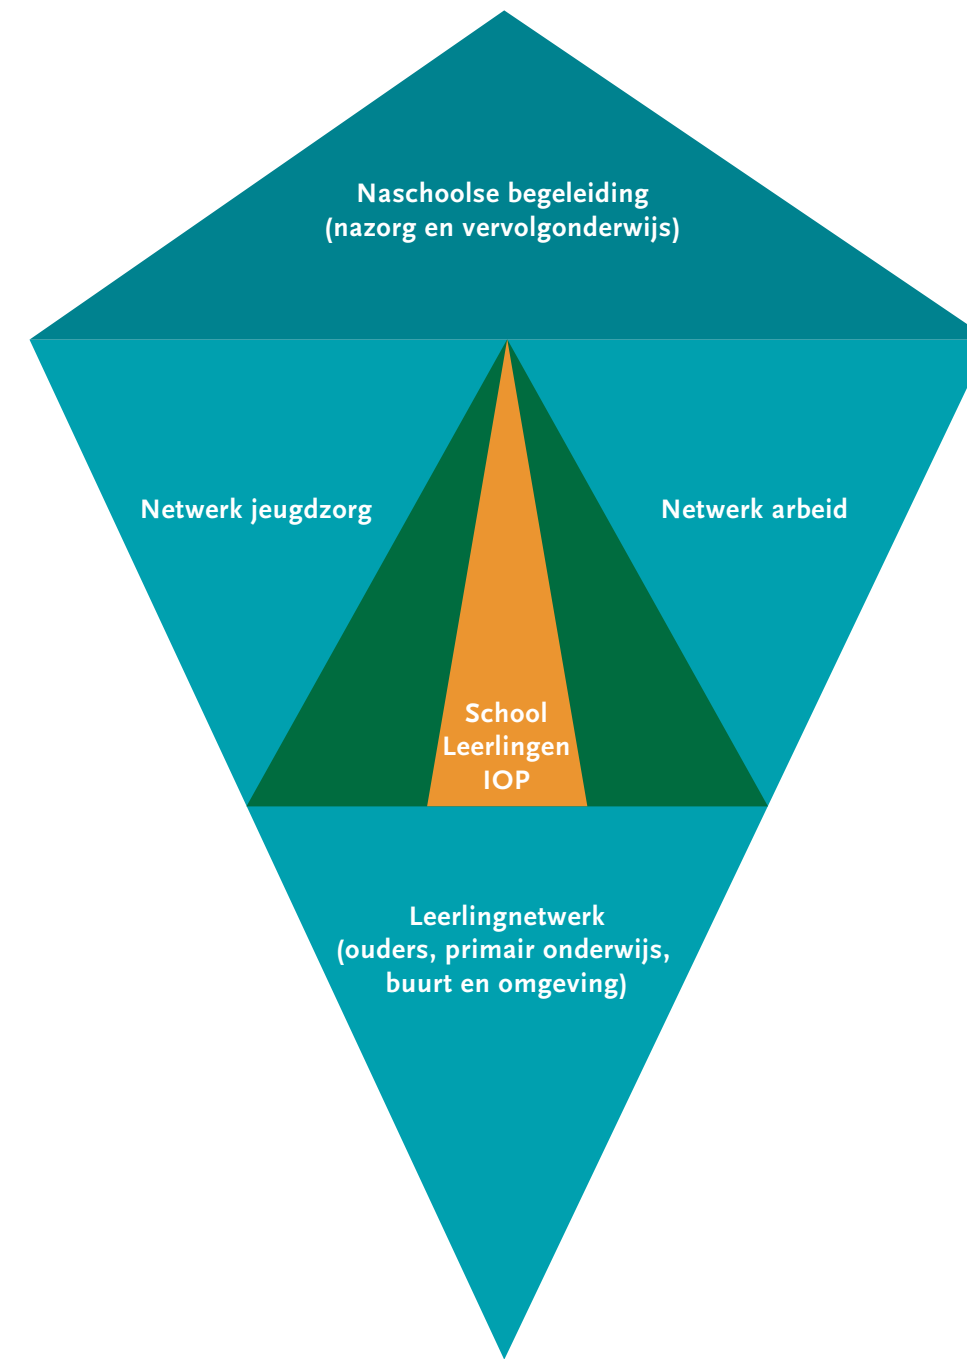 Naschoolse begeleiding
(nazorg en vervolgonderwijs)
Netwerk jeugdzorg
Netwerk arbeid
School
Leerlingen
IOP
Leerlingnetwerk
(ouders, primair onderwijs,
buurt en omgeving)